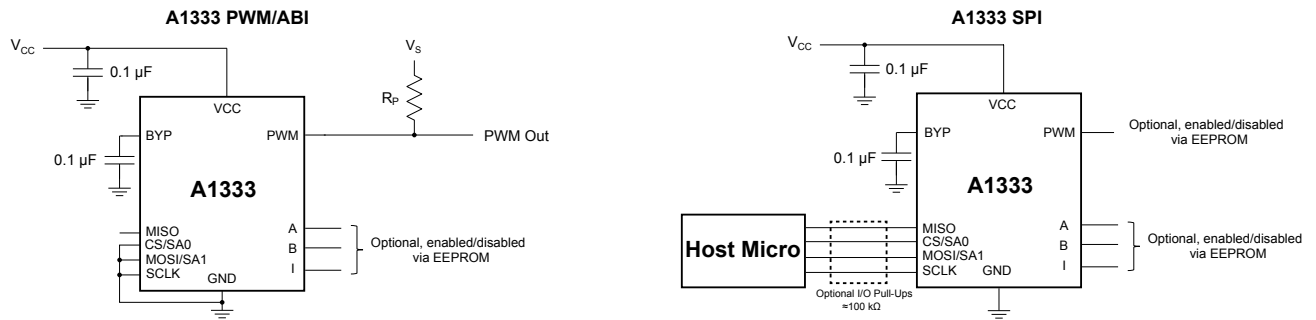 A1333 PWM/ABI
VCC
0.1 µF
VS
RP
VCC
BYP
PWM
PWM Out
0.1 µF
A1333
MISO
CS/SA0
MOSI/SA1
SCLK
GND
A
B
I
Optional, enabled/disabled
via EEPROM
A1333 SPI
VCC
0.1 µF
VCC
BYP
PWM
Optional, enabled/disabled
via EEPROM
0.1 µF
A1333
Host Micro
MISO
CS/SA0
MOSI/SA1
SCLK
GND
A
B
I
Optional, enabled/disabled
via EEPROM
Optional I/O Pull-Ups
≈100 kΩ